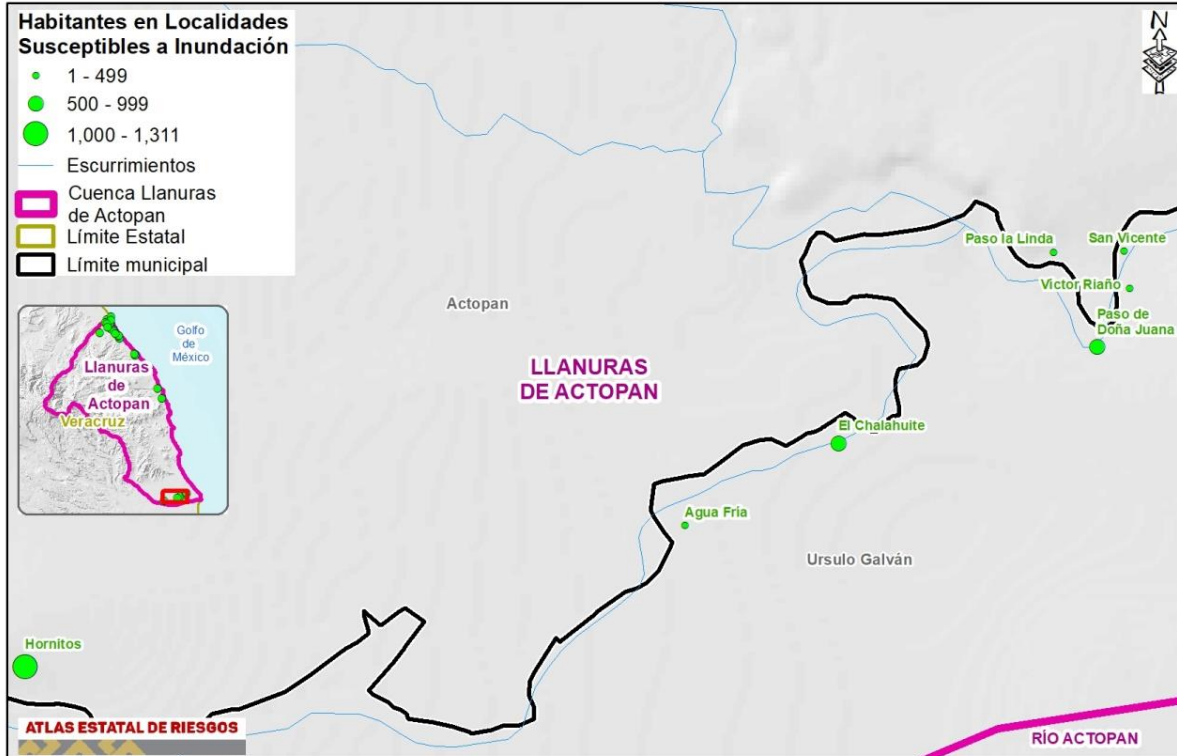 Habitantes en Localidades
Susceptibles a Inundación
1 - 499
500 - 999
1,000 - 1,311
Escurrimientos
Cuenca Llanuras
de Actopan
Límite Estatal
Límite municipal
N
Golfo
de
México
Llanuras
de
Actopan
Veracruz
Actopan
LLANURAS
DE ACTOPAN
Paso la Linda
San Vicente
Victor Riaño
Paso de
Doña Juana
El Chalahuite
Agua Fria
Ursulo Galván
Hornitos
ATLAS ESTATAL DE RIESGOS
RÍO ACTOPAN